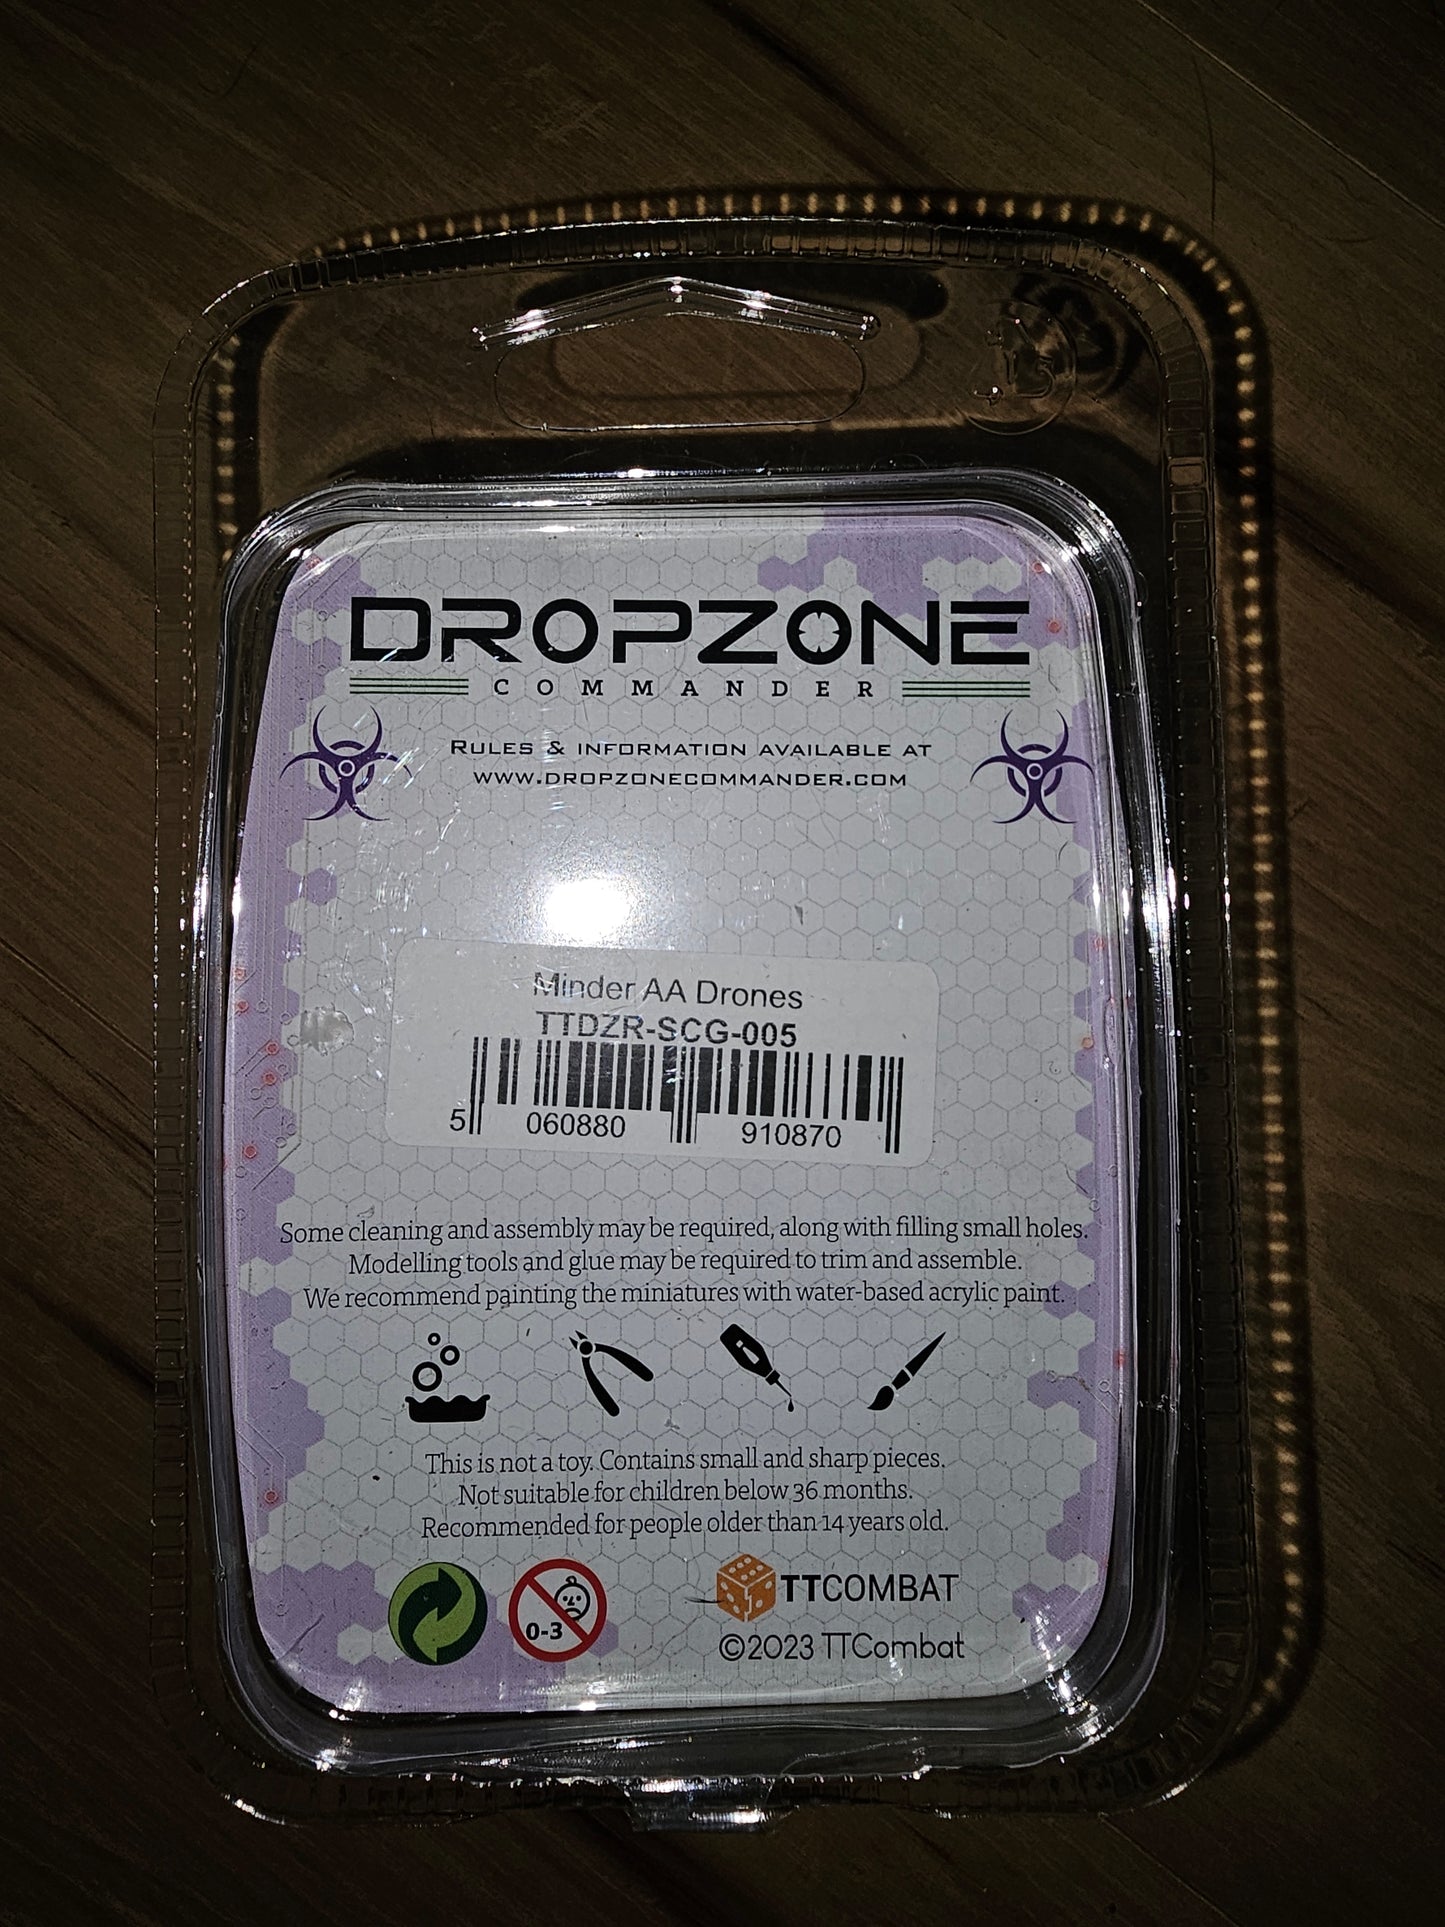 DROPZONE
COMMANDER
RULES & INFORMATION AVAILABLE AT
WWW.DROPZONECOMMANDER.COM
Minder AA Drones
TTDZR-SCG-005
5 060880 910870
Some cleaning and assembly may be required, along with filling small holes.
Modelling tools and glue may be required to trim and assemble.
We recommend painting the miniatures with water-based acrylic paint.
This is not a toy. Contains small and sharp pieces.
Not suitable for children below 36 months.
Recommended for people older than 14 years old.
0-3
TTCOMBAT
©2023 TTCombat